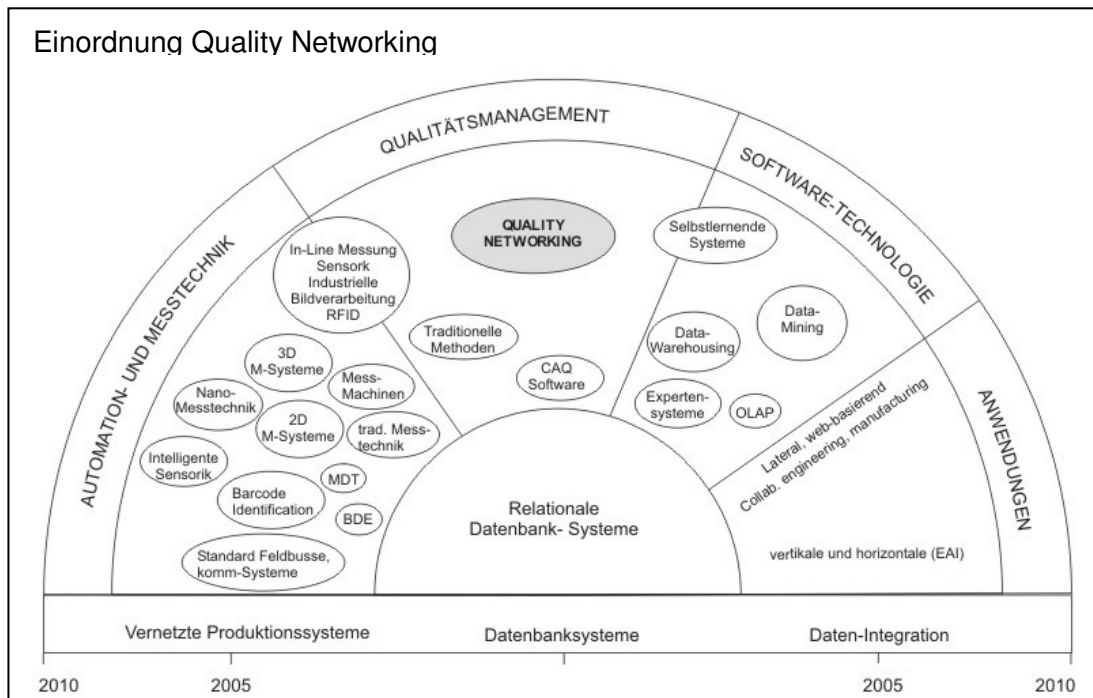 Einordnung Quality Networking
QUALITÄTSMANAGEMENT
SOFTWARE-TECHNOLOGIE
AUTOMATION- UND MESSTECHNIK
ANWENDUNGEN
QUALITY
NETWORKING
Selbstlernende
Systeme
In-Line Messung
Sensork
Industrielle
Bildverarbeitung
RFID
Data-
Mining
Traditionelle
Methoden
Data-
Warehousing
3D
M-Systeme
CAQ
Software
Mess-
Machinen
Nano-
Messtechnik
Experten-
systeme
OLAP
2D
M-Systeme
trad. Mess-
technik
Lateral, web-basierend
Collab. engineering, manufacturing
Intelligente
Sensorik
MDT
Barcode
Identification
BDE
Relationale
Datenbank- Systeme
Standard Feldbusse,
komm-Systeme
vertikale und horizontale (EAI)
Vernetzte Produktionssysteme
Datenbanksysteme
Daten-Integration
2010
2005
2005
2010